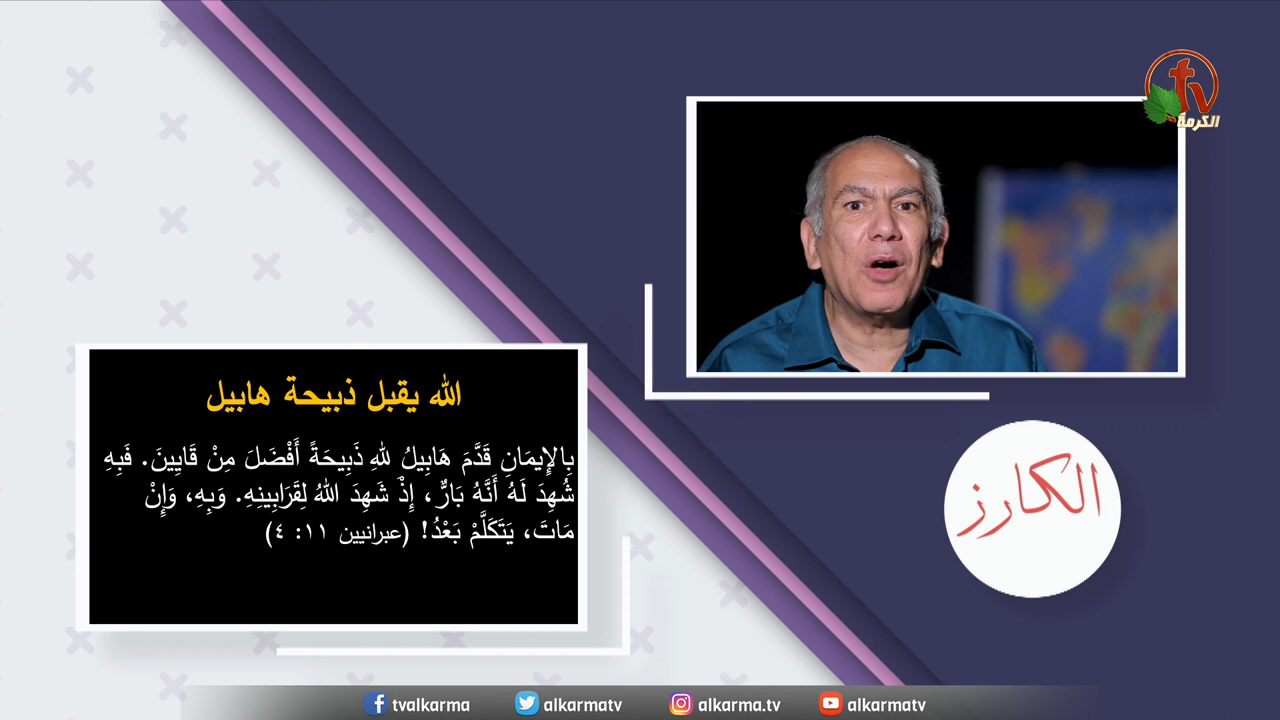 tv
الكرمة
الله يقبل ذبيحة هابيل
بِالإِيمَانِ قَدَّمَ هَابِيلُ للهِ ذَبِيحَةً أَفْضَلَ مِنْ قَايِينَ. فَبِهِ
شُهِدَ لَهُ أَنَّهُ بَارٌّ، إِذْ شَهِدَ اللهُ لِقَرَابِينِهِ. وَبِهِ، وَإِنْ
مَاتَ، يَتَكَلَّمْ بَعْدُ! (عبرانيين ١١: ٤)
الكارز
tvalkarma alkarmatv alkarma.tv alkarmatv